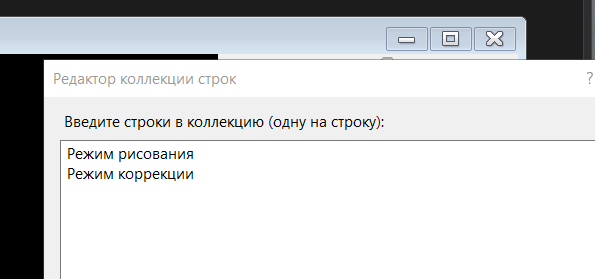 Редактор коллекции строк
?
Введите строки в коллекцию (одну на строку):
Режим рисования
Режим коррекции